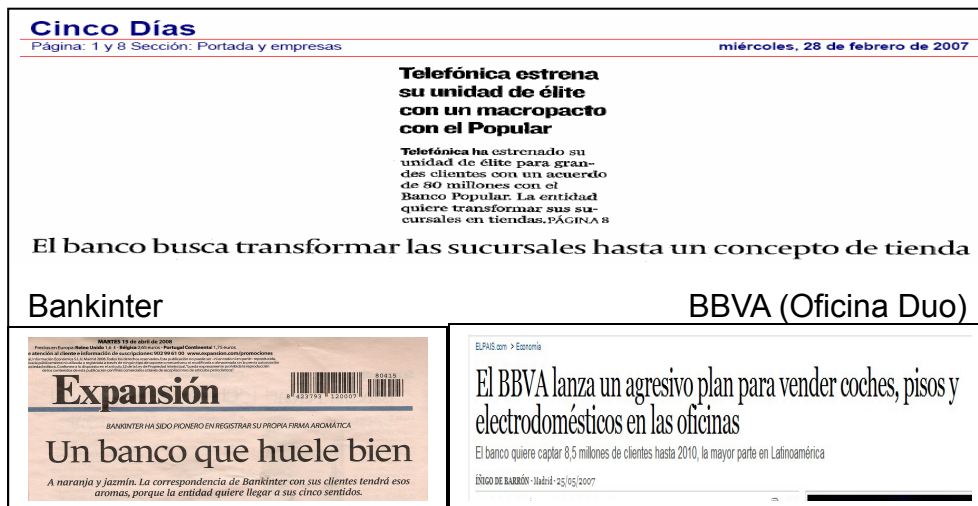 Cinco Días
Página: 1 y 8 Sección: Portada y empresas
miércoles, 28 de febrero de 2007
Telefónica estrena
su unidad de élite
con un macropacto
con el Popular
Telefónica ha estrenado su
unidad de élite para gran-
des clientes con un acuerdo
de 80 millones con el
Banco Popular. La entidad
quiere transformar sus su-
cursales en tiendas. PÁGINA 8
El banco busca transformar las sucursales hasta un concepto de tienda
Bankinter
BBVA (Oficina Duo)
MARTES 15 de abril de 2008
Expansión
80415
8 423793 120007
BANKINTER HA SIDO PIONERO EN REGISTRAR SU PROPIA FIRMA AROMÁTICA
Un banco que huele bien
A naranja y jazmín. La correspondencia de Bankinter con sus clientes tendrá esos
aromas, porque la entidad quiere llegar a sus cinco sentidos.
ELPAIS.com > Economía
El BBVA lanza un agresivo plan para vender coches, pisos y
electrodomésticos en las oficinas
El banco quiere captar 8,5 millones de clientes hasta 2010, la mayor parte en Latinoamérica
ÍÑIGO DE BARRÓN - Madrid - 25/05/2007